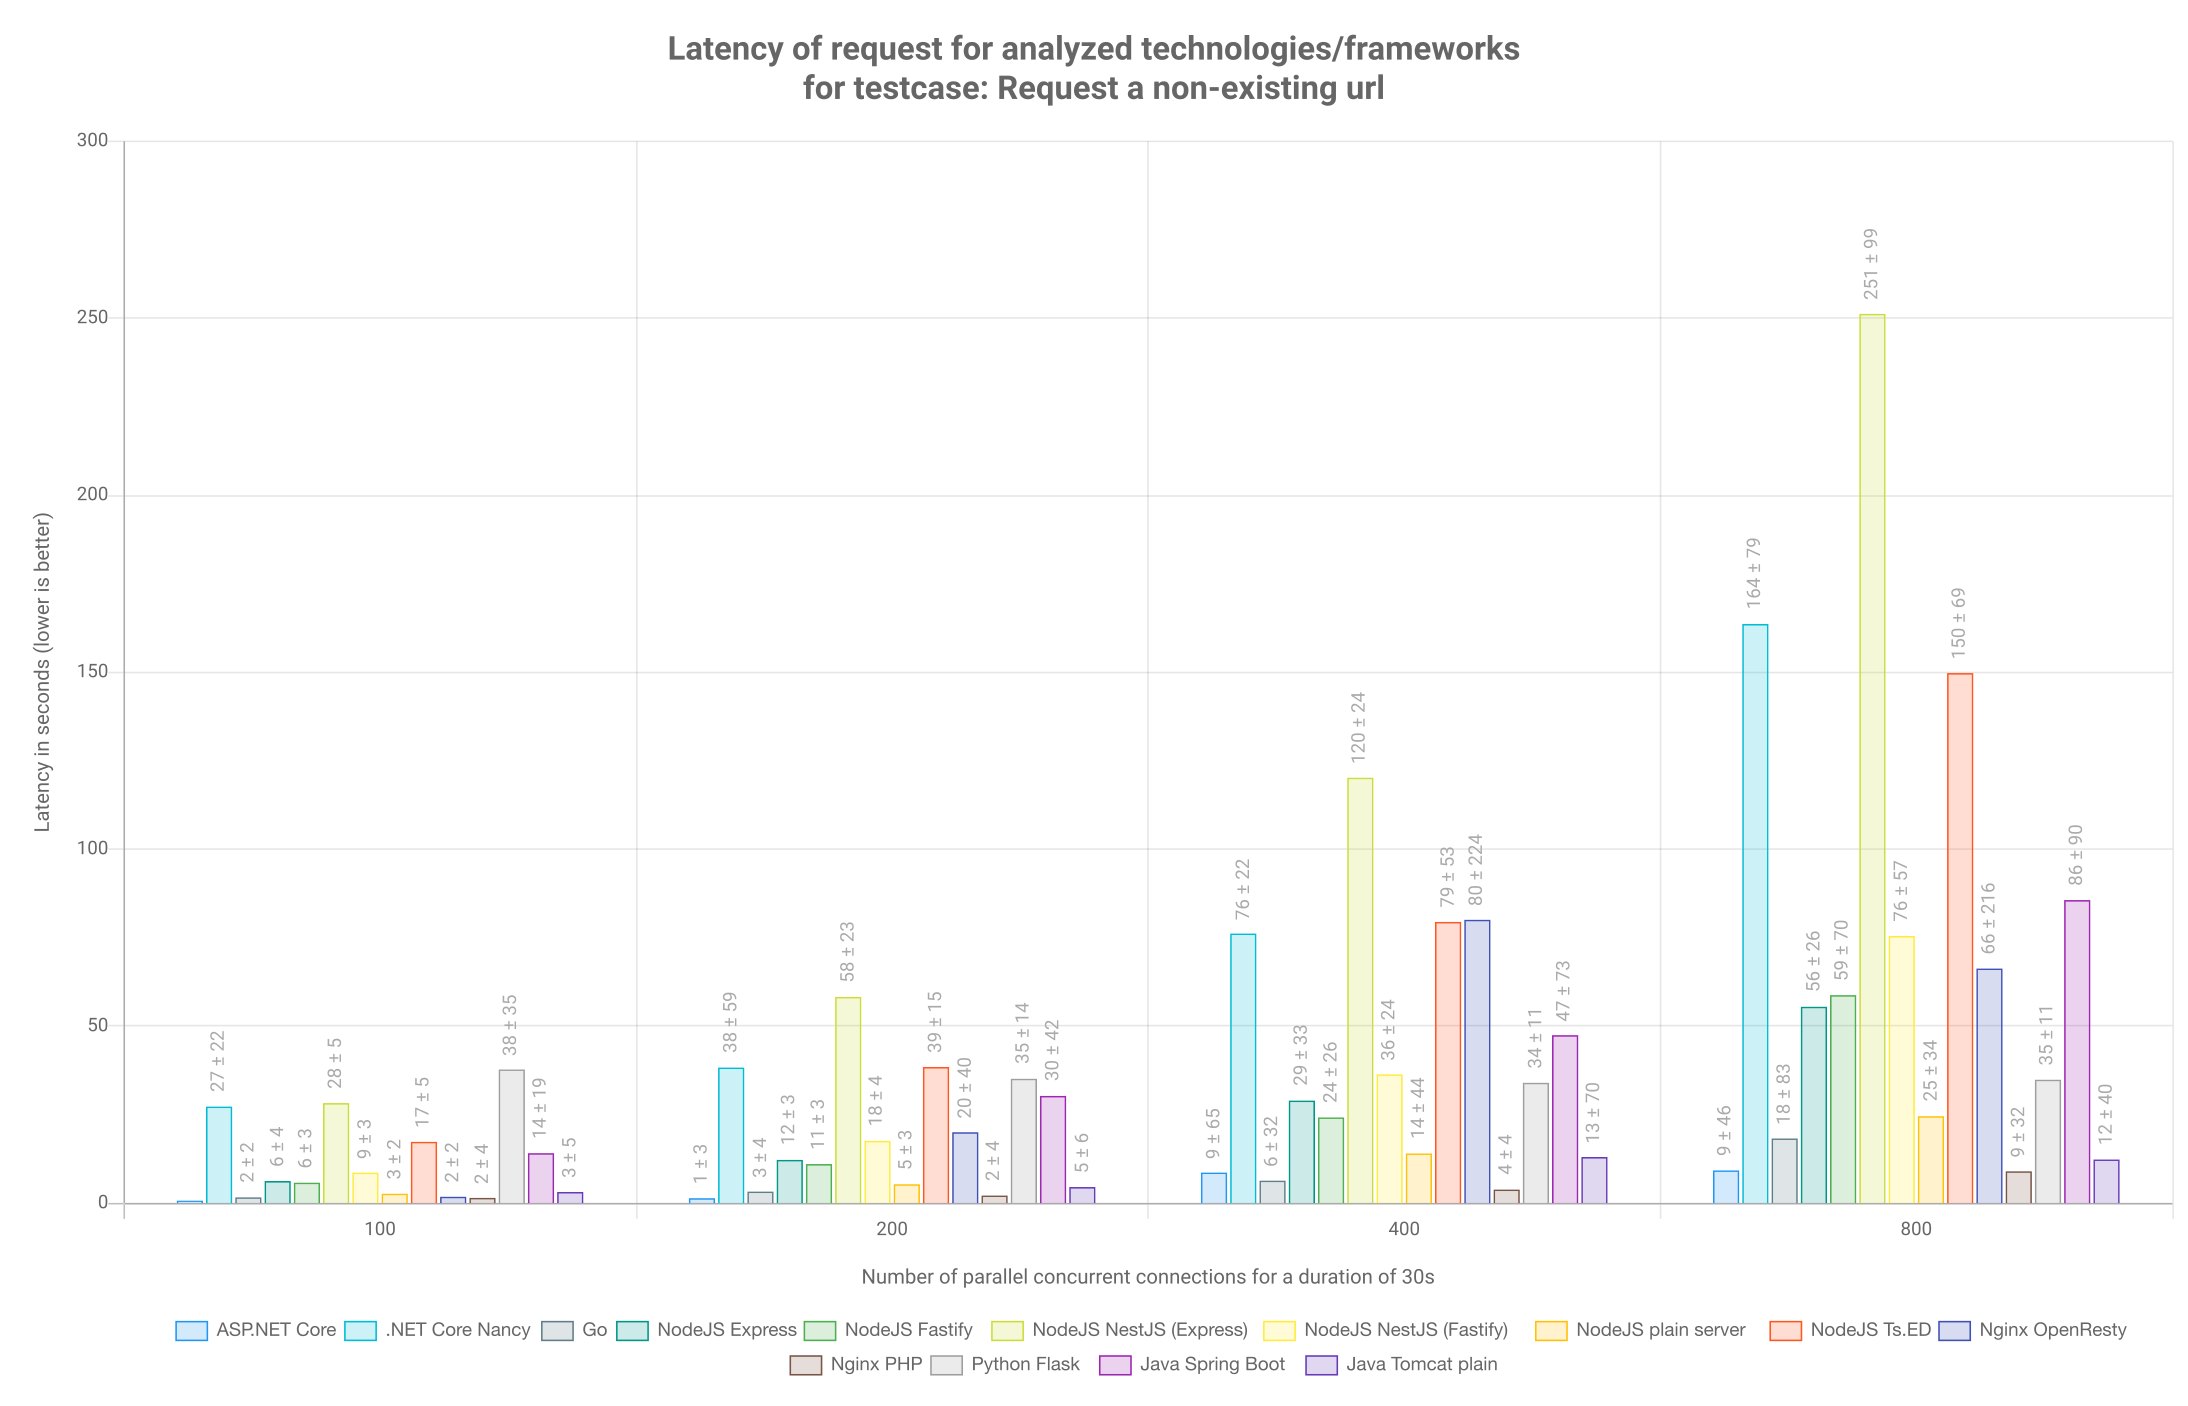 Latency of request for analyzed technologies/frameworks
for testcase: Request a non-existing url
Latency in seconds (lower is better)
300
250
200
150
100
50
0
27 ± 22
2 ± 2
6 ± 4
6 ± 3
28 ± 5
9 ± 3
3 ± 2
17 ± 5
2 ± 2
2 ± 4
38 ± 35
14 ± 19
3 ± 5
1 ± 3
38 ± 59
3 ± 4
12 ± 3
11 ± 3
58 ± 23
18 ± 4
5 ± 3
39 ± 15
20 ± 40
2 ± 4
35 ± 14
30 ± 42
5 ± 6
9 ± 65
76 ± 22
6 ± 32
29 ± 33
24 ± 26
120 ± 24
36 ± 24
14 ± 44
79 ± 53
80 ± 224
4 ± 4
34 ± 11
47 ± 73
13 ± 70
9 ± 46
164 ± 79
18 ± 83
56 ± 26
59 ± 70
251 ± 99
76 ± 57
25 ± 34
150 ± 69
66 ± 216
9 ± 32
35 ± 11
86 ± 90
12 ± 40
100 200 400 800
Number of parallel concurrent connections for a duration of 30s
ASP.NET Core .NET Core Nancy Go NodeJS Express NodeJS Fastify NodeJS NestJS (Express) NodeJS NestJS (Fastify) NodeJS plain server NodeJS Ts.ED Nginx OpenResty
Nginx PHP Python Flask Java Spring Boot Java Tomcat plain